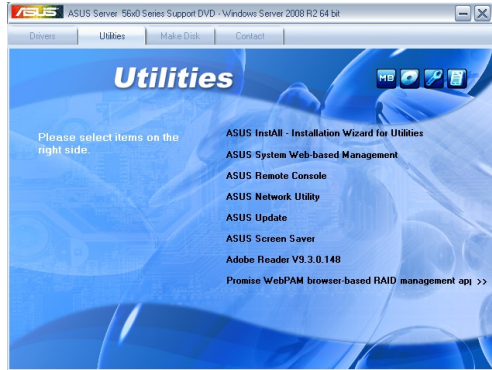 ASUS ASUS Server 56x0 Series Support DVD - Windows Server 2008 R2 64 bit
Drivers Utilities Make Disk Contact
Utilities
MB
Please select items on the
right side.
ASUS InstAll - Installation Wizard for Utilities
ASUS System Web-based Management
ASUS Remote Console
ASUS Network Utility
ASUS Update
ASUS Screen Saver
Adobe Reader V9.3.0.148
Promise WebPAM browser-based RAID management app >>